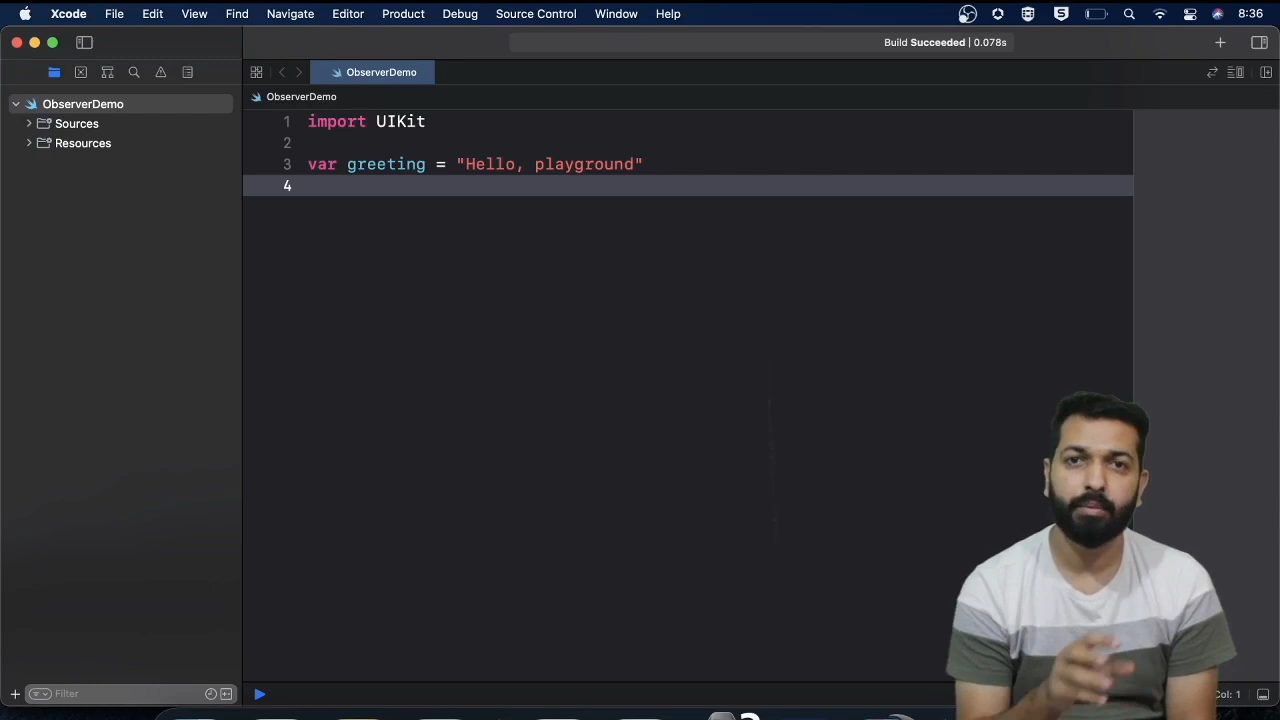 Xcode File Edit View Find Navigate Editor Product Debug Source Control Window Help 8:36
Build Succeeded | 0.078s
ObserverDemo
ObserverDemo
ObserverDemo
Sources
Resources
1 import UIKit
2
3 var greeting = "Hello, playground"
4
Filter
Col: 1